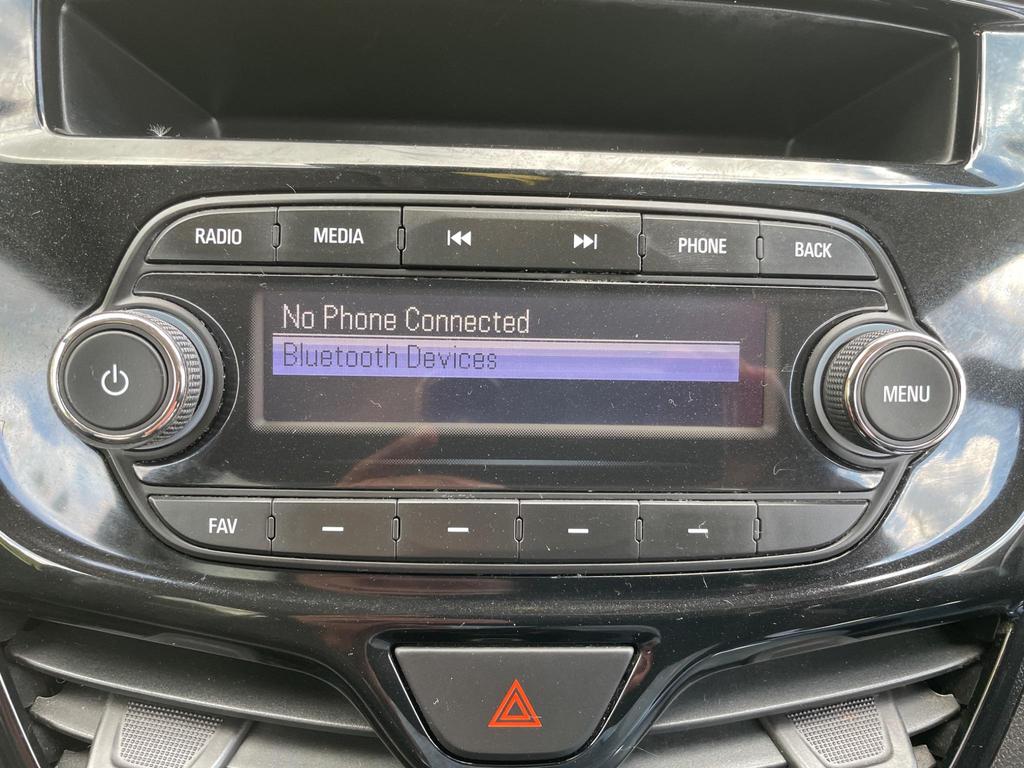 RADIO MEDIA PHONE BACK
No Phone Connected
Bluetooth Devices
MENU
FAV